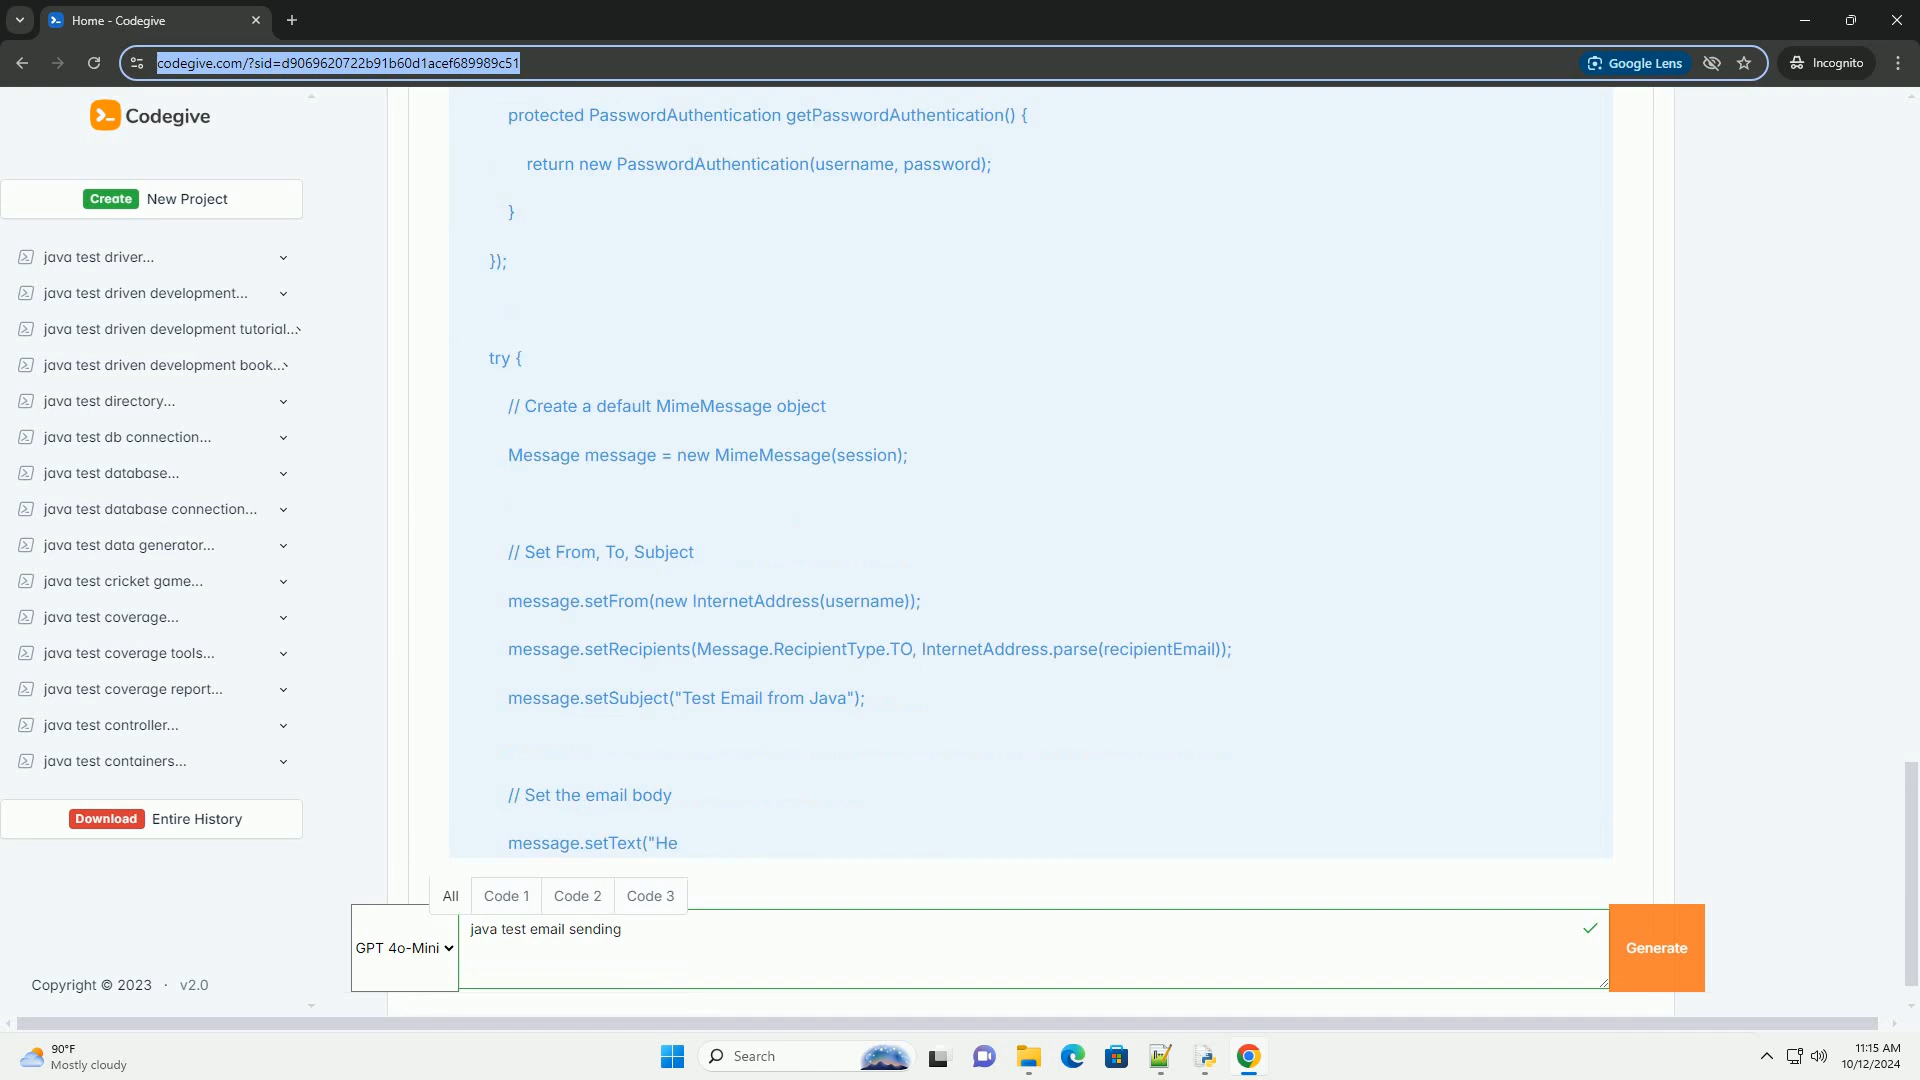 Home - Codegive
codegive.com/?sid=d9069620722b91b60d1acef689989c51
Google Lens
Incognito
Codegive
Create New Project
java test driver...
java test driven development...
java test driven development tutorial...
java test driven development book...
java test directory...
java test db connection...
java test database...
java test database connection...
java test data generator...
java test cricket game...
java test coverage...
java test coverage tools...
java test coverage report...
java test controller...
java test containers...
Download Entire History
Copyright © 2023 · v2.0
protected PasswordAuthentication getPasswordAuthentication() {
return new PasswordAuthentication(username, password);
}
});
try {
// Create a default MimeMessage object
Message message = new MimeMessage(session);
// Set From, To, Subject
message.setFrom(new InternetAddress(username));
message.setRecipients(Message.RecipientType.TO, InternetAddress.parse(recipientEmail));
message.setSubject("Test Email from Java");
// Set the email body
message.setText("He
All Code 1 Code 2 Code 3
GPT 4o-Mini
java test email sending
Generate
90°F
Mostly cloudy
Search
11:15 AM
10/12/2024